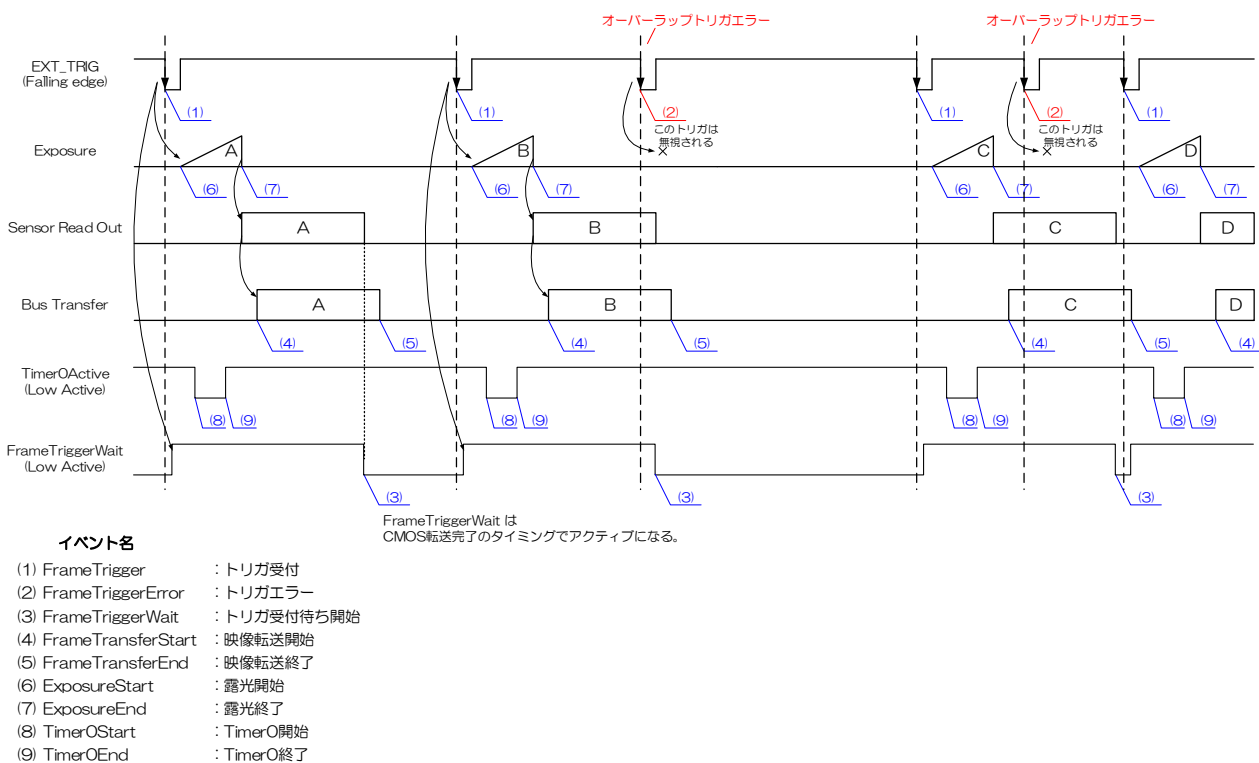 オーバーラップトリガエラー オーバーラップトリガエラー
EXT_TRIG
(Falling edge)
(1) (1) (2) (1) (2) (1)
このトリガは
無視される
このトリガは
無視される
Exposure A B × C × D
(6) (7) (6) (7) (6) (7) (6) (7)
Sensor Read Out A B C D
Bus Transfer A B C D
(4) (5) (4) (5) (4) (5) (4)
Timer0Active
(Low Active)
(8) (9) (8) (9) (8) (9) (8) (9)
FrameTriggerWait
(Low Active)
(3) (3) (3)
FrameTriggerWait は
CMOS転送完了のタイミングでアクティブになる。
イベント名
(1) FrameTrigger :トリガ受付
(2) FrameTriggerError :トリガエラー
(3) FrameTriggerWait :トリガ受付待ち開始
(4) FrameTransferStart :映像転送開始
(5) FrameTransferEnd :映像転送終了
(6) ExposureStart :露光開始
(7) ExposureEnd :露光終了
(8) Timer0Start :Timer0開始
(9) Timer0End :Timer0終了